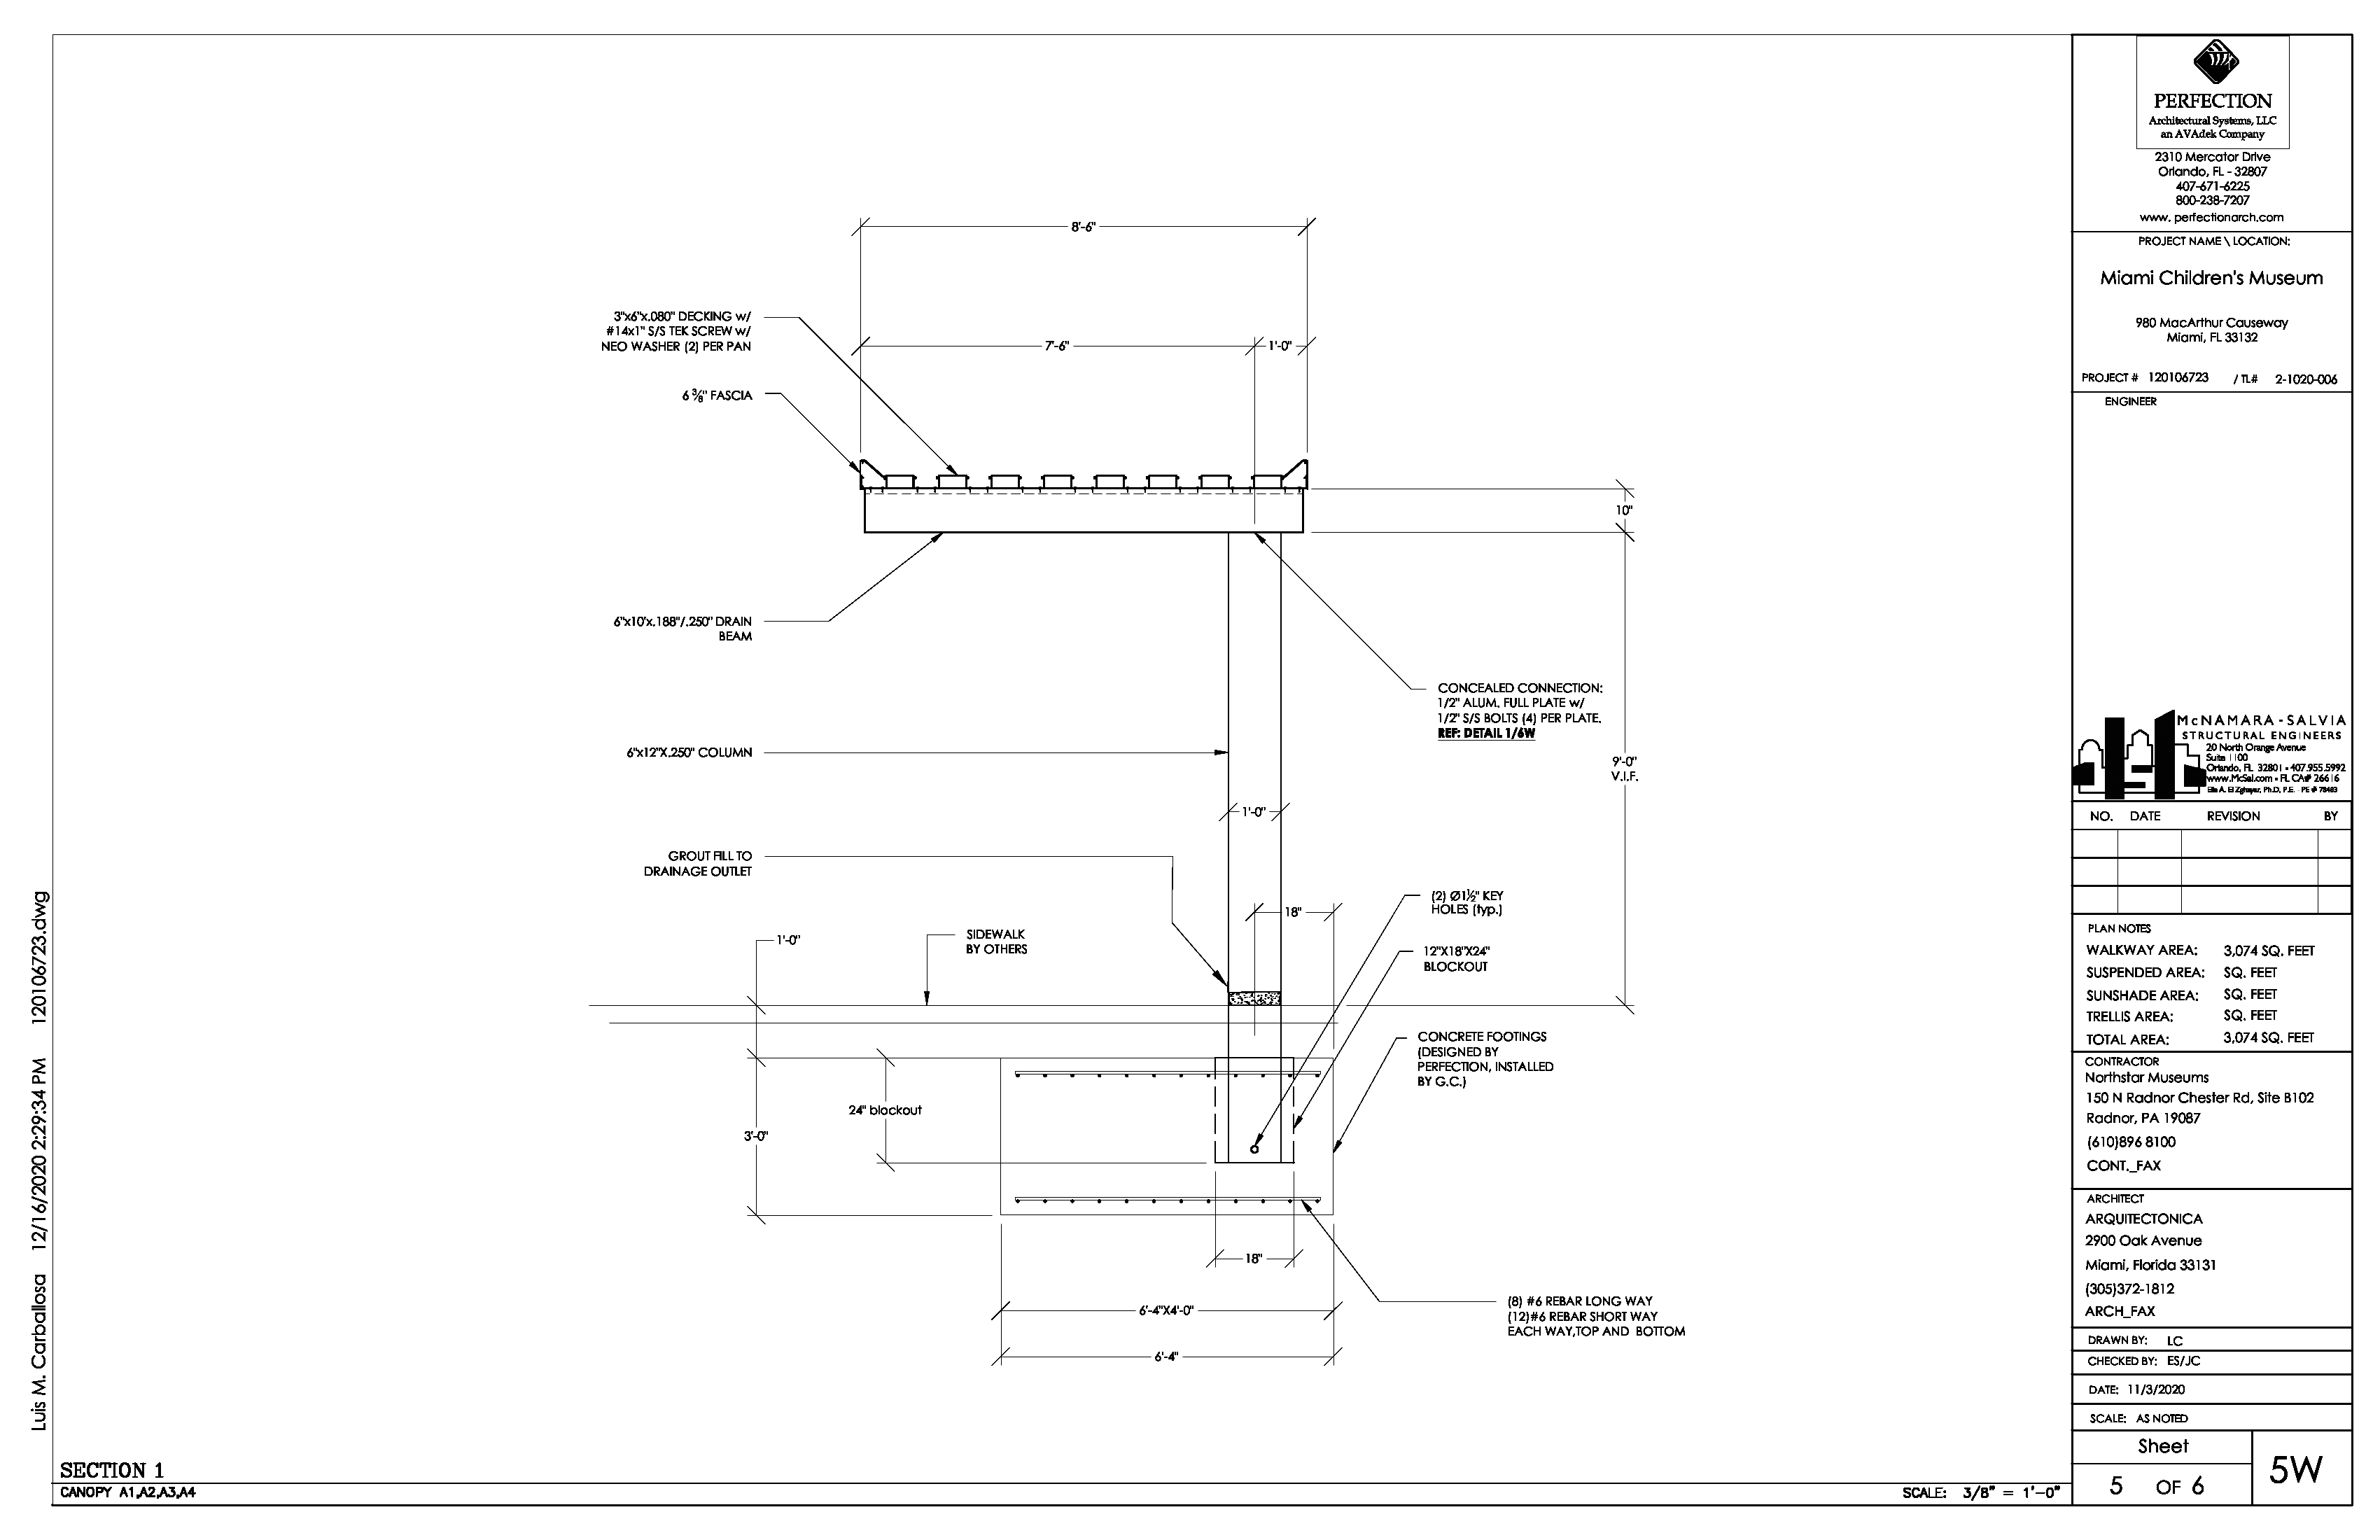 8'-6"
7'-6"
1'-0"
3"x6"x.080" DECKING w/
#14x1" S/S TEK SCREW w/
NEO WASHER (2) PER PAN
6 3/8" FASCIA
10"
6"x10'x.188"/.250" DRAIN
BEAM
CONCEALED CONNECTION:
1/2" ALUM. FULL PLATE w/
1/2" S/S BOLTS (4) PER PLATE.
REF: DETAIL 1/6W
6"x12"X.250" COLUMN
9'-0"
V.I.F.
1'-0"
GROUT FILL TO
DRAINAGE OUTLET
(2) Ø1½" KEY
HOLES (typ.)
18"
SIDEWALK
BY OTHERS
1'-0"
12"X18"X24"
BLOCKOUT
CONCRETE FOOTINGS
(DESIGNED BY
PERFECTION, INSTALLED
BY G.C.)
24" blockout
3'-0"
18"
(8) #6 REBAR LONG WAY
(12)#6 REBAR SHORT WAY
EACH WAY,TOP AND BOTTOM
6'-4"X4'-0"
6'-4"
Luis M. Carballosa 12/16/2020 2:29:34 PM 120106723.dwg
SECTION 1
CANOPY A1,A2,A3,A4
SCALE: 3/8" = 1'-0"
PERFECTION
Architectural Systems, LLC
an AVAdek Company
2310 Mercator Drive
Orlando, FL - 32807
407-671-6225
800-238-7207
www. perfectionarch.com
PROJECT NAME \ LOCATION:
Miami Children's Museum
980 MacArthur Causeway
Miami, FL 33132
PROJECT # 120106723 / TL# 2-1020-006
ENGINEER
McNAMARA-SALVIA
STRUCTURAL ENGINEERS
20 North Orange Avenue
Suite 1100
Orlando, FL 32801 • 407.955.5992
www.McSal.com • FL CA# 26616
Elie A. El Zghayer, Ph.D, P.E. - PE # 78483
NO. DATE REVISION BY
PLAN NOTES
WALKWAY AREA: 3,074 SQ. FEET
SUSPENDED AREA: SQ. FEET
SUNSHADE AREA: SQ. FEET
TRELLIS AREA: SQ. FEET
TOTAL AREA: 3,074 SQ. FEET
CONTRACTOR
Northstar Museums
150 N Radnor Chester Rd, Site B102
Radnor, PA 19087
(610)896 8100
CONT._FAX
ARCHITECT
ARQUITECTONICA
2900 Oak Avenue
Miami, Florida 33131
(305)372-1812
ARCH_FAX
DRAWN BY: LC
CHECKED BY: ES/JC
DATE: 11/3/2020
SCALE: AS NOTED
Sheet
5 OF 6
5W